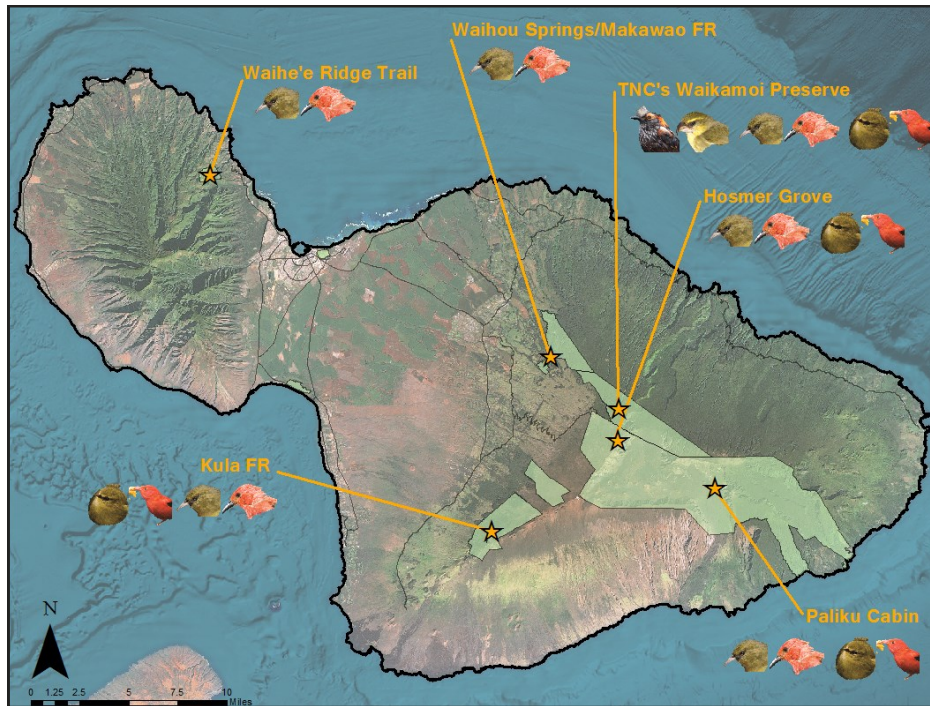 Waihou Springs/Makawao FR
Waihe'e Ridge Trail
TNC's Waikamoi Preserve
Hosmer Grove
Kula FR
Paliku Cabin
N
0 1.25 2.5 5 7.5 10
Miles